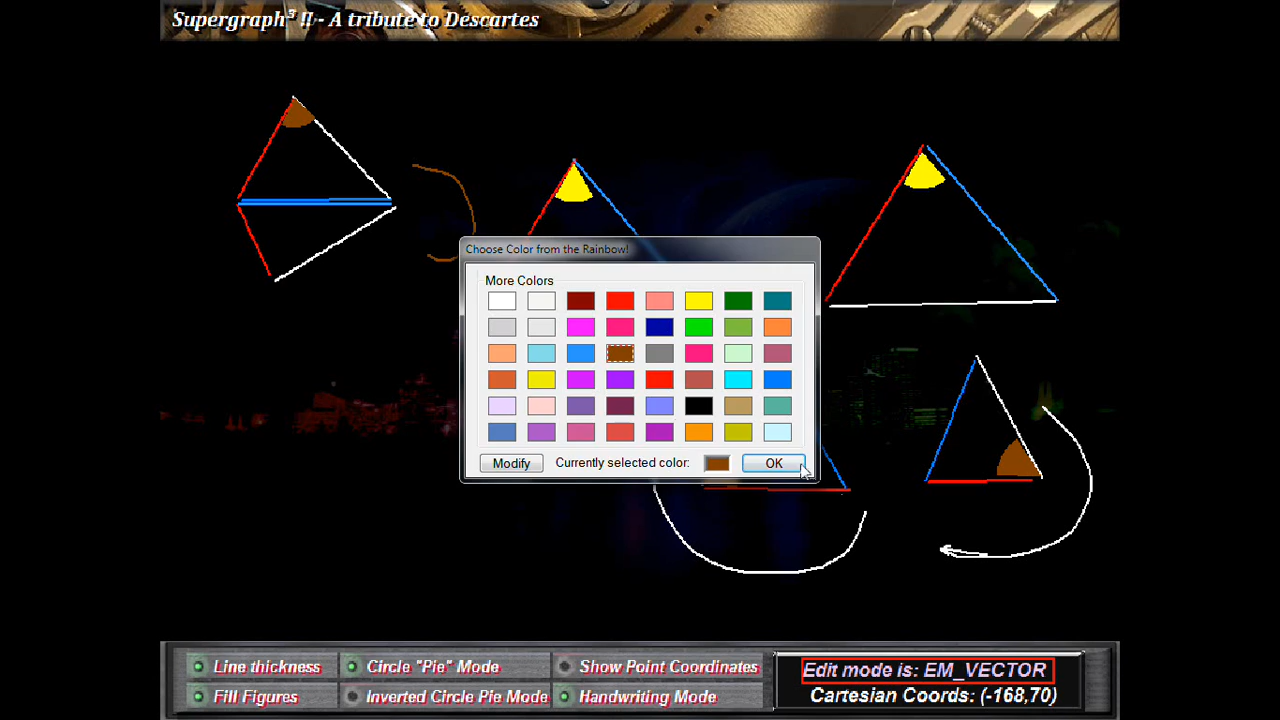 Supergraph³ !! - A tribute to Descartes
Choose Color from the Rainbow!
More Colors
Modify
Currently selected color:
OK
Line thickness
Circle "Pie" Mode
Show Point Coordinates
Edit mode is: EM_VECTOR
Fill Figures
Inverted Circle Pie Mode
Handwriting Mode
Cartesian Coords: (-168,70)